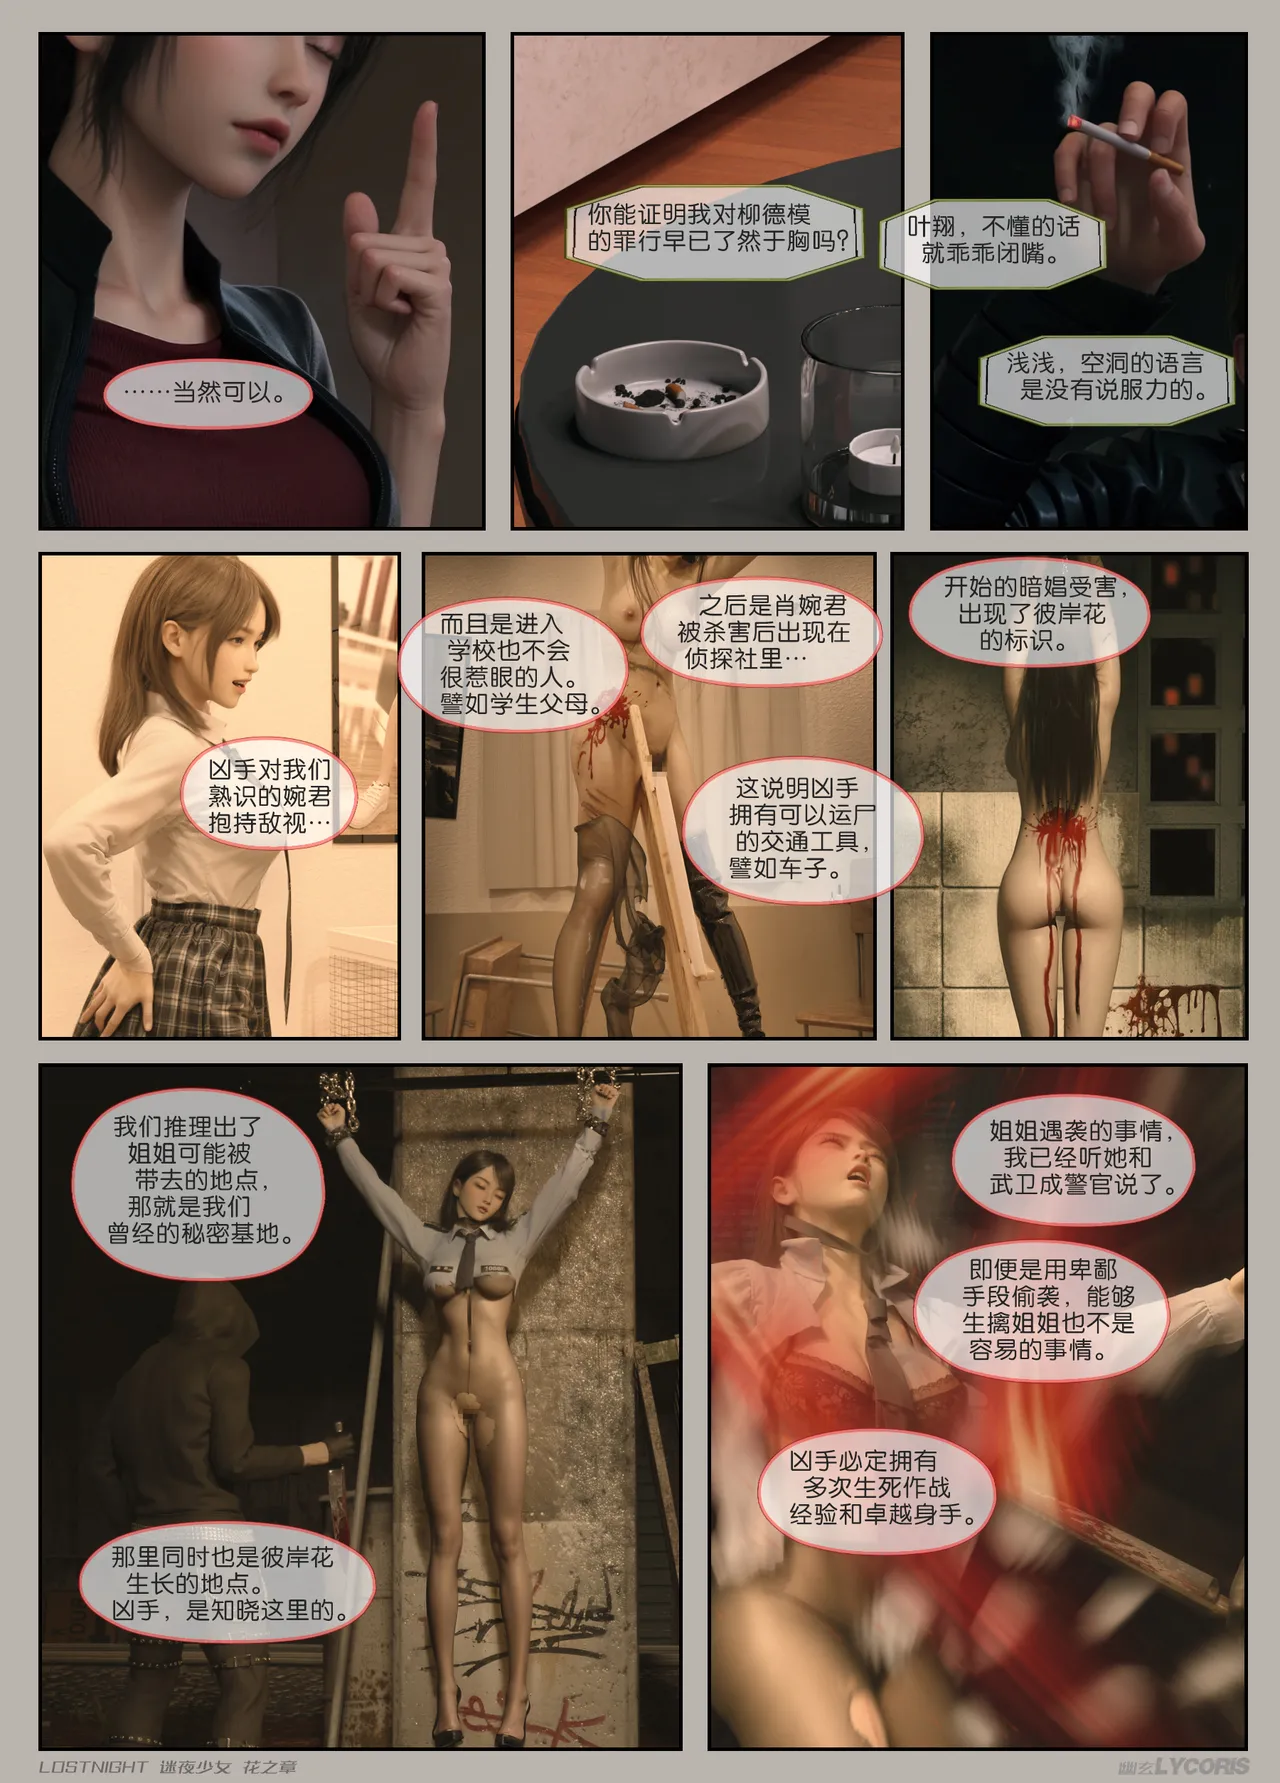 ……当然可以。
你能证明我对柳德模
的罪行早已了然于胸吗？
叶翔，不懂的话
就乖乖闭嘴。
浅浅，空洞的语言
是没有说服力的。
凶手对我们
熟识的婉君
抱持敌视…
而且是进入
学校也不会
很惹眼的人。
譬如学生父母。
之后是肖婉君
被杀害后出现在
侦探社里…
这说明凶手
拥有可以运尸
的交通工具，
譬如车子。
开始的暗娼受害，
出现了彼岸花
的标识。
我们推理出了
姐姐可能被
带去的地点，
那就是我们
曾经的秘密基地。
那里同时也是彼岸花
生长的地点。
凶手，是知晓这里的。
姐姐遇袭的事情，
我已经听她和
武卫成警官说了。
即便是用卑鄙
手段偷袭，能够
生擒姐姐也不是
容易的事情。
凶手必定拥有
多次生死作战
经验和卓越身手。
LOSTNIGHT 迷夜少女 花之章
幽玄LYCORIS